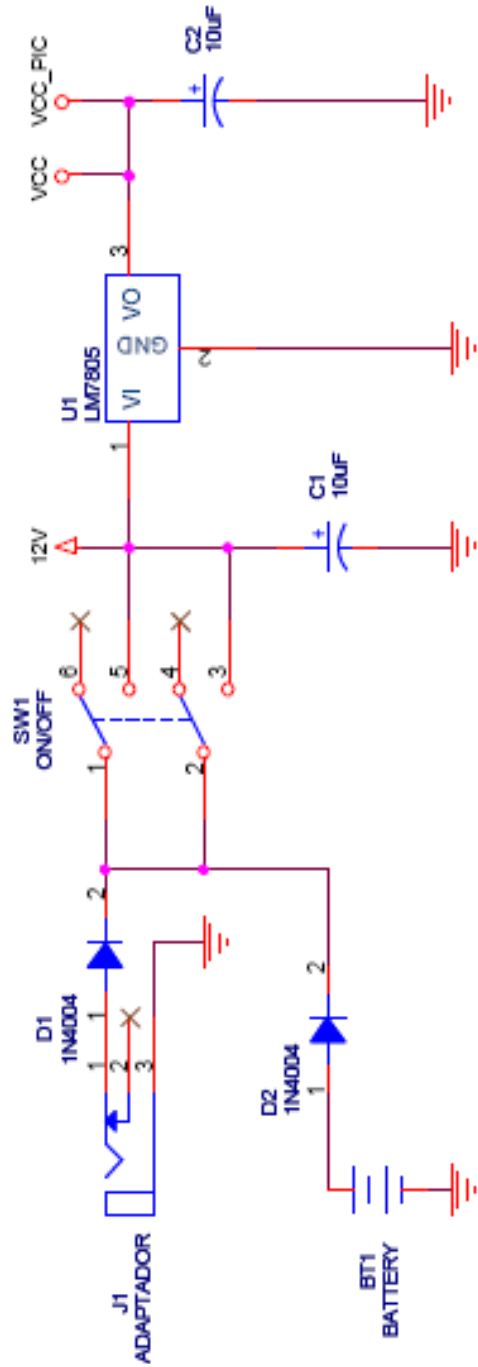 J1
ADAPTADOR
1
2
3
D1
1N4004
1
2
BT1
BATTERY
D2
1N4004
1
2
SW1
ON/OFF
1
2
6
5
4
3
12V
C1
10uF
+
U1
LM7805
1
VI
GND
VO
2
3
VCC
VCC_PIC
C2
10uF
+